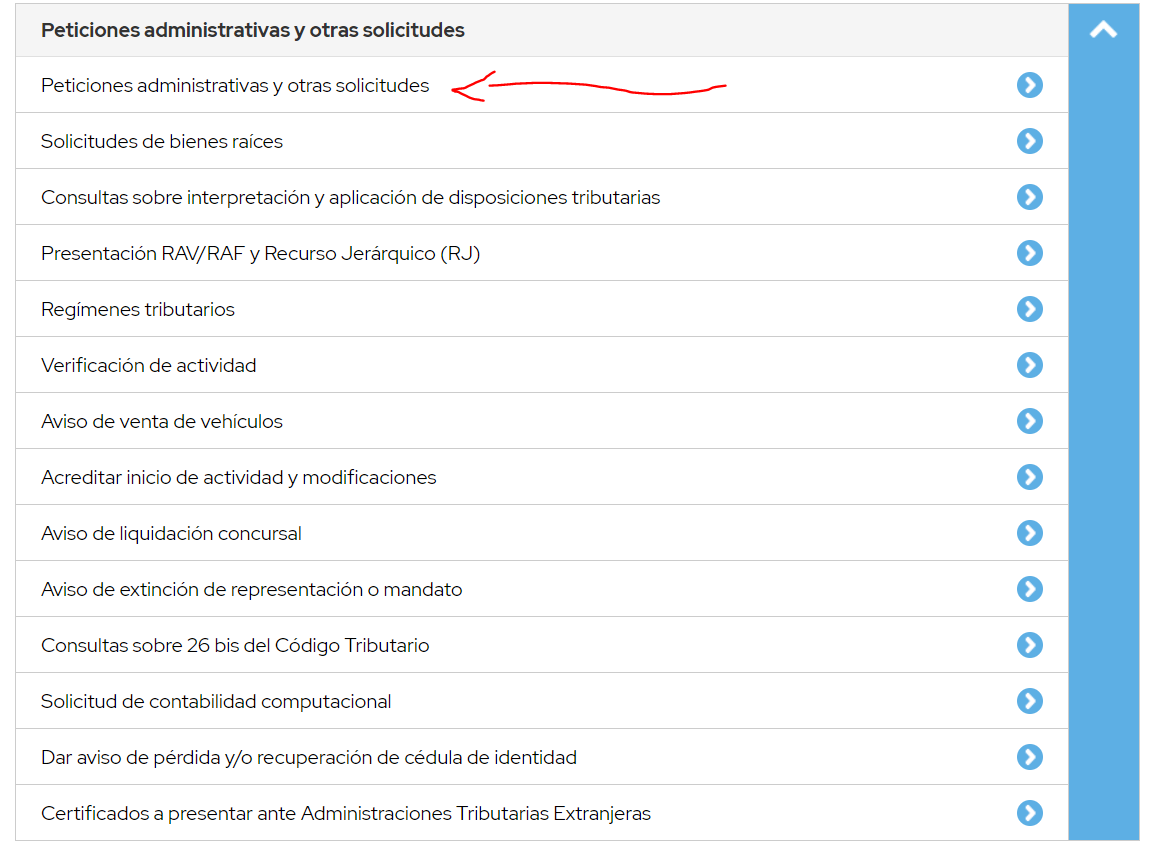 Peticiones administrativas y otras solicitudes
Peticiones administrativas y otras solicitudes
Solicitudes de bienes raíces
Consultas sobre interpretación y aplicación de disposiciones tributarias
Presentación RAV/RAF y Recurso Jerárquico (RJ)
Regímenes tributarios
Verificación de actividad
Aviso de venta de vehículos
Acreditar inicio de actividad y modificaciones
Aviso de liquidación concursal
Aviso de extinción de representación o mandato
Consultas sobre 26 bis del Código Tributario
Solicitud de contabilidad computacional
Dar aviso de pérdida y/o recuperación de cédula de identidad
Certificados a presentar ante Administraciones Tributarias Extranjeras